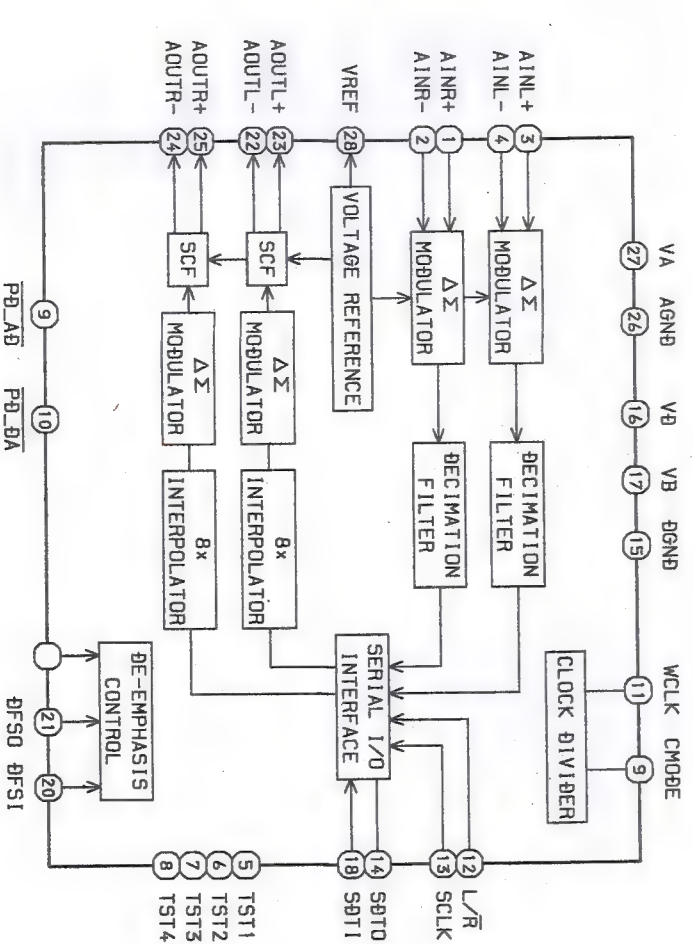 VA AGND VD VB DGND WCLK CMODE
27 26 16 17 15 11 9
CLOCK DIVIDER
AINL+ 3
AINL- 4
ΔΣ
MODULATOR
DECIMATION
FILTER
12 L/R̅
AINR+ 1
AINR- 2
ΔΣ
MODULATOR
DECIMATION
FILTER
13 SCLK
VREF 28
VOLTAGE REFERENCE
SERIAL I/O
INTERFACE
14 SDTO
18 SDTI
AOUTL+ 23
AOUTL- 22
SCF
ΔΣ
MODULATOR
8x
INTERPOLATOR
5 TST1
6 TST2
7 TST3
8 TST4
AOUTR+ 25
AOUTR- 24
SCF
ΔΣ
MODULATOR
8x
INTERPOLATOR
DE-EMPHASIS
CONTROL
9 10 21 20
PD_AD PD_DA DFS0 DFS1